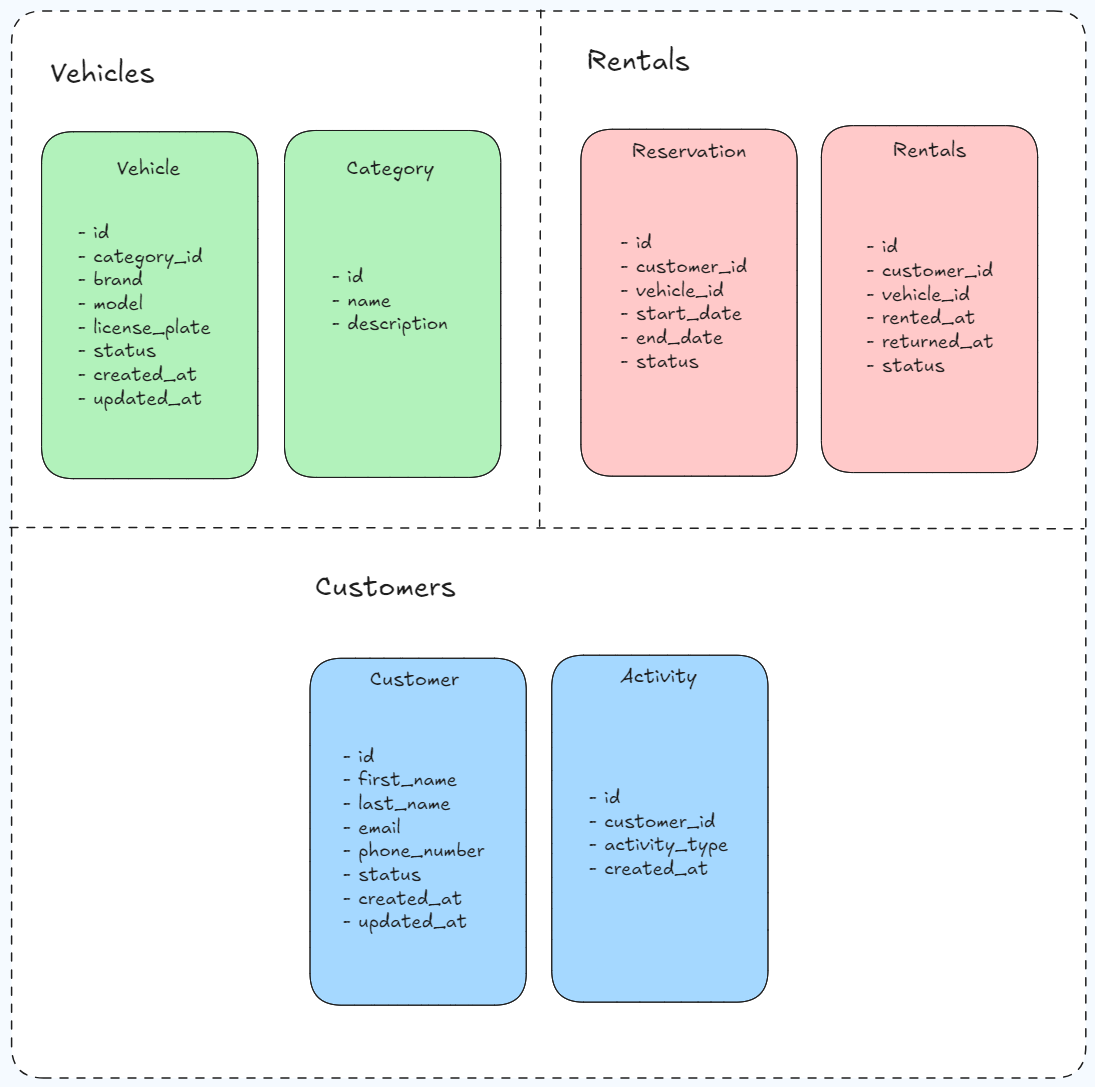 Vehicles
Vehicle
- id
- category_id
- brand
- model
- license_plate
- status
- created_at
- updated_at
Category
- id
- name
- description
Rentals
Reservation
- id
- customer_id
- vehicle_id
- start_date
- end_date
- status
Rentals
- id
- customer_id
- vehicle_id
- rented_at
- returned_at
- status
Customers
Customer
- id
- first_name
- last_name
- email
- phone_number
- status
- created_at
- updated_at
Activity
- id
- customer_id
- activity_type
- created_at